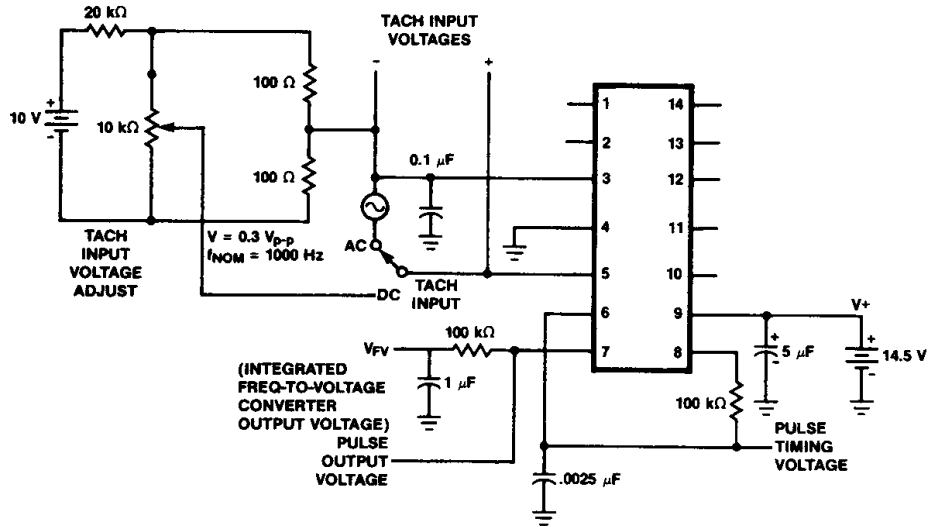 20 kΩ
TACH INPUT
VOLTAGES
-
+
100 Ω
10 V
+
-
10 kΩ
100 Ω
0.1 µF
1
2
3
4
5
6
7
14
13
12
11
10
9
8
TACH
INPUT
VOLTAGE
ADJUST
V = 0.3 Vp-p
fNOM = 1000 Hz
AC
DC
TACH
INPUT
V+
+
5 µF
-
+
14.5 V
-
VFV
100 kΩ
1 µF
(INTEGRATED
FREQ-TO-VOLTAGE
CONVERTER
OUTPUT VOLTAGE)
PULSE
OUTPUT
VOLTAGE
100 kΩ
PULSE
TIMING
VOLTAGE
.0025 µF